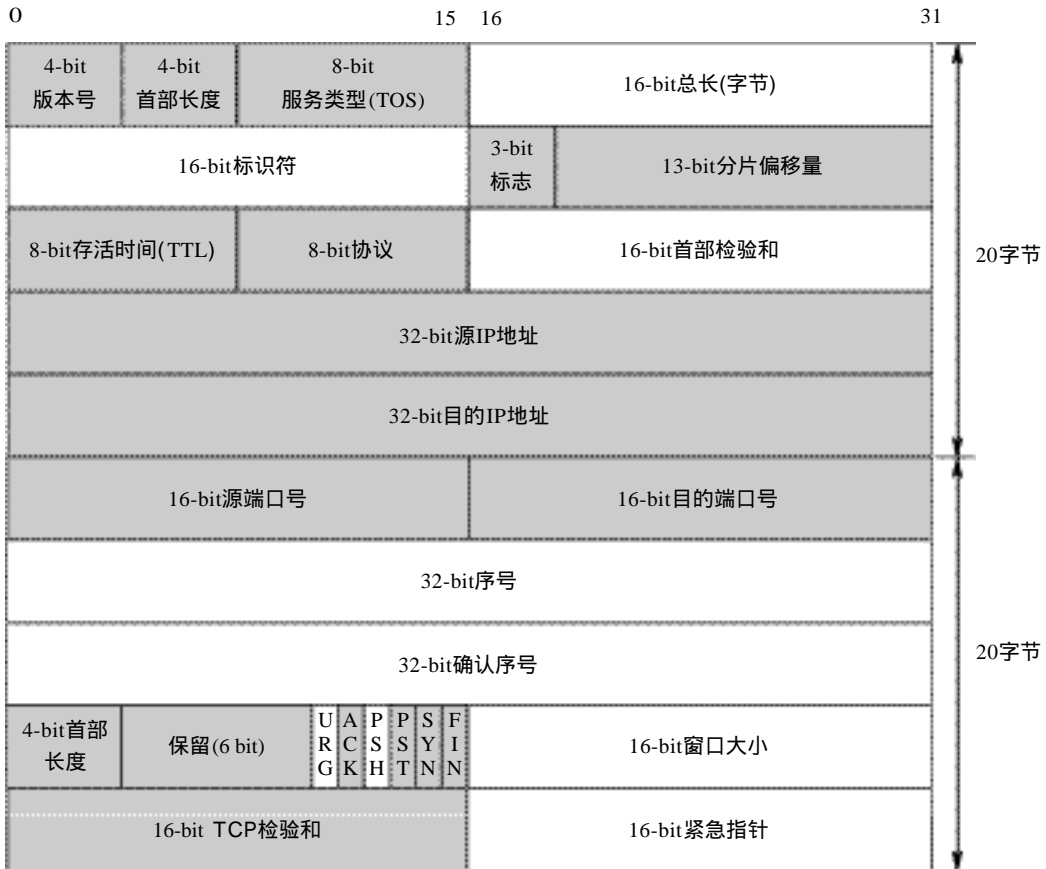 0 15 16 31
4-bit
版本号
4-bit
首部长度
8-bit
服务类型(TOS)
16-bit总长(字节)
16-bit标识符
3-bit
标志
13-bit分片偏移量
8-bit存活时间(TTL)
8-bit协议
16-bit首部检验和
20字节
32-bit源IP地址
32-bit目的IP地址
16-bit源端口号
16-bit目的端口号
32-bit序号
32-bit确认序号
20字节
4-bit首部
长度
保留(6 bit)
URG
ACK
PSH
PST
SYN
FIN
16-bit窗口大小
16-bit TCP检验和
16-bit紧急指针